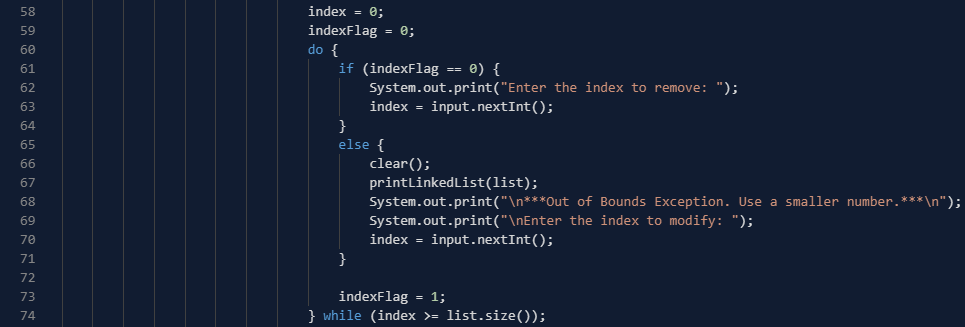 58 index = 0;
59 indexFlag = 0;
60 do {
61 if (indexFlag == 0) {
62 System.out.print("Enter the index to remove: ");
63 index = input.nextInt();
64 }
65 else {
66 clear();
67 printLinkedList(list);
68 System.out.print("\n***Out of Bounds Exception. Use a smaller number.***\n");
69 System.out.print("\nEnter the index to modify: ");
70 index = input.nextInt();
71 }
72
73 indexFlag = 1;
74 } while (index >= list.size());